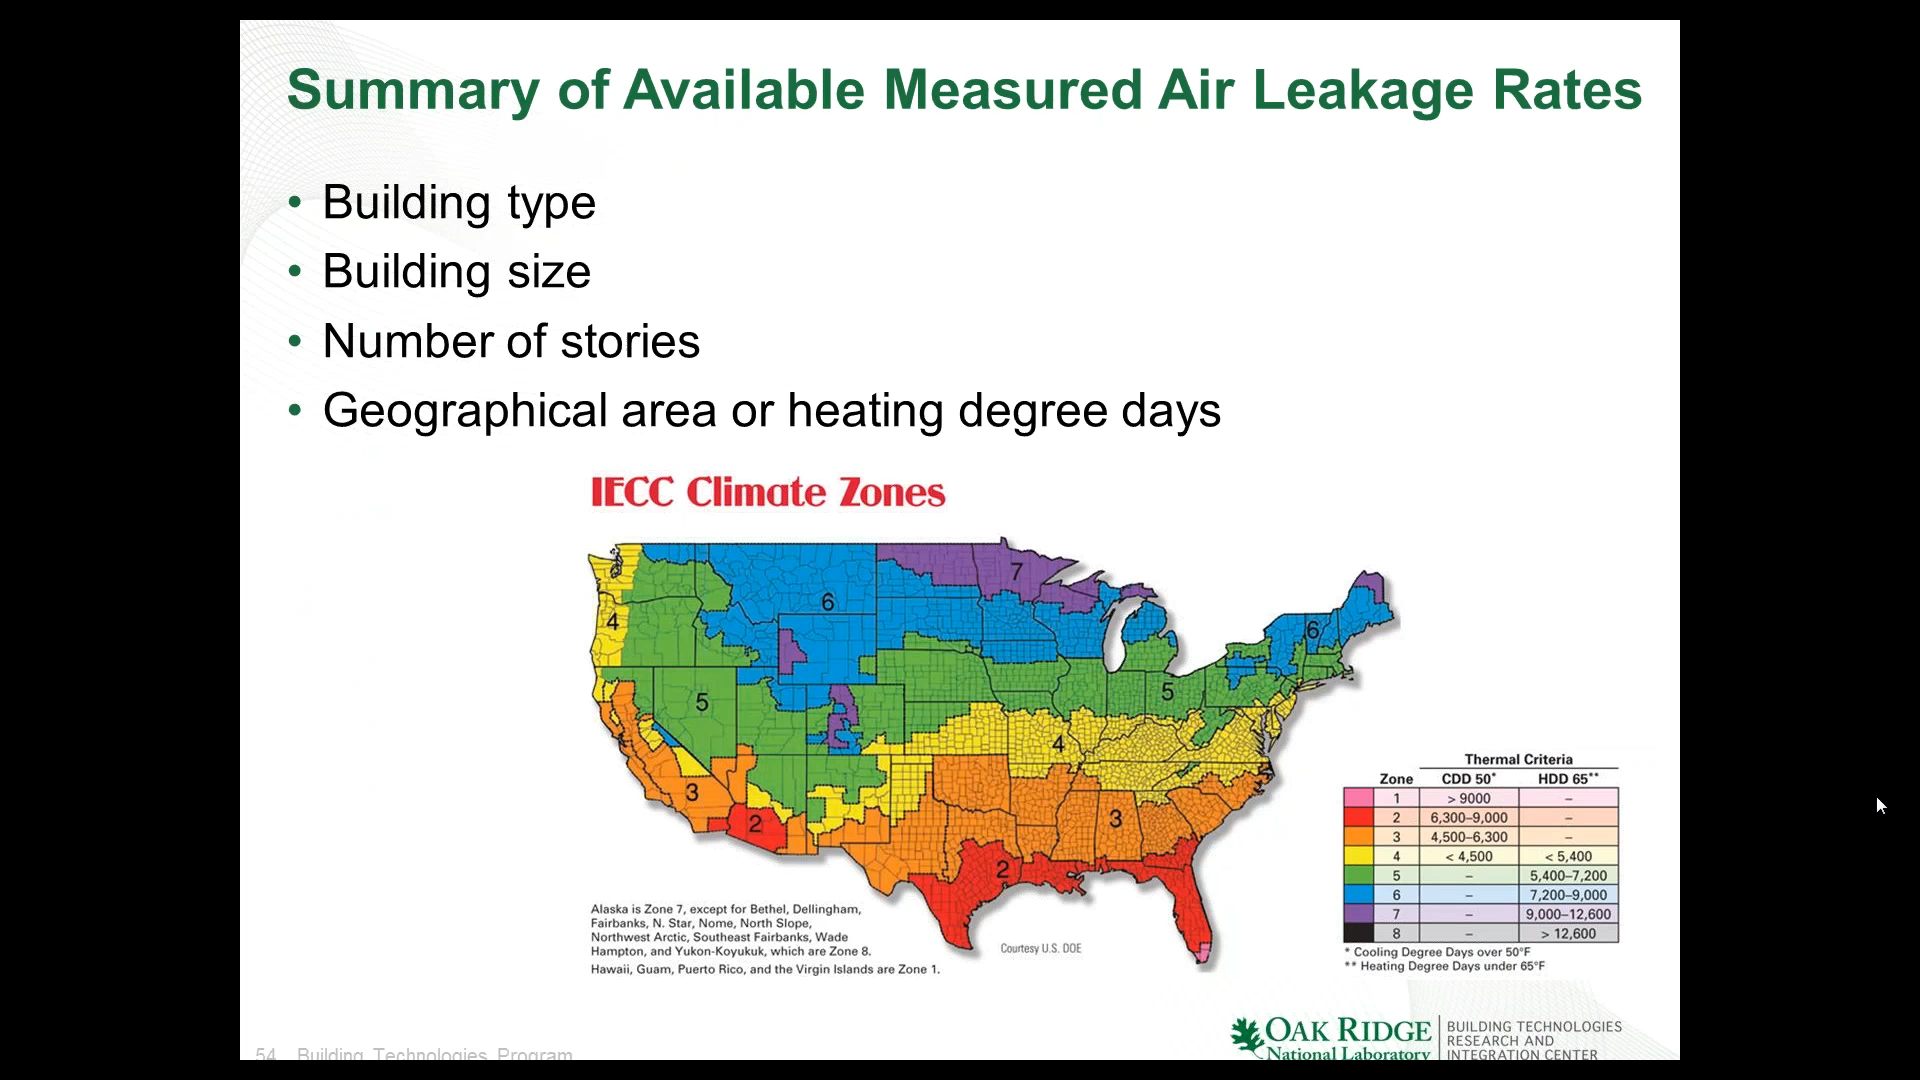 Summary of Available Measured Air Leakage Rates
• Building type
• Building size
• Number of stories
• Geographical area or heating degree days
IECC Climate Zones
7
6
4
6
5
5
4
3
2
3
2
Thermal Criteria
Zone CDD 50* HDD 65**
1 > 9000 –
2 6,300–9,000 –
3 4,500–6,300 –
4 < 4,500 < 5,400
5 – 5,400–7,200
6 – 7,200–9,000
7 – 9,000–12,600
8 – > 12,600
* Cooling Degree Days over 50°F
** Heating Degree Days under 65°F
Alaska is Zone 7, except for Bethel, Dellingham,
Fairbanks, N. Star, Nome, North Slope,
Northwest Arctic, Southeast Fairbanks, Wade
Hampton, and Yukon-Koyukuk, which are Zone 8.
Hawaii, Guam, Puerto Rico, and the Virgin Islands are Zone 1.
Courtesy U.S. DOE
54 Building Technologies Program
OAK RIDGE
National Laboratory
BUILDING TECHNOLOGIES
RESEARCH AND
INTEGRATION CENTER